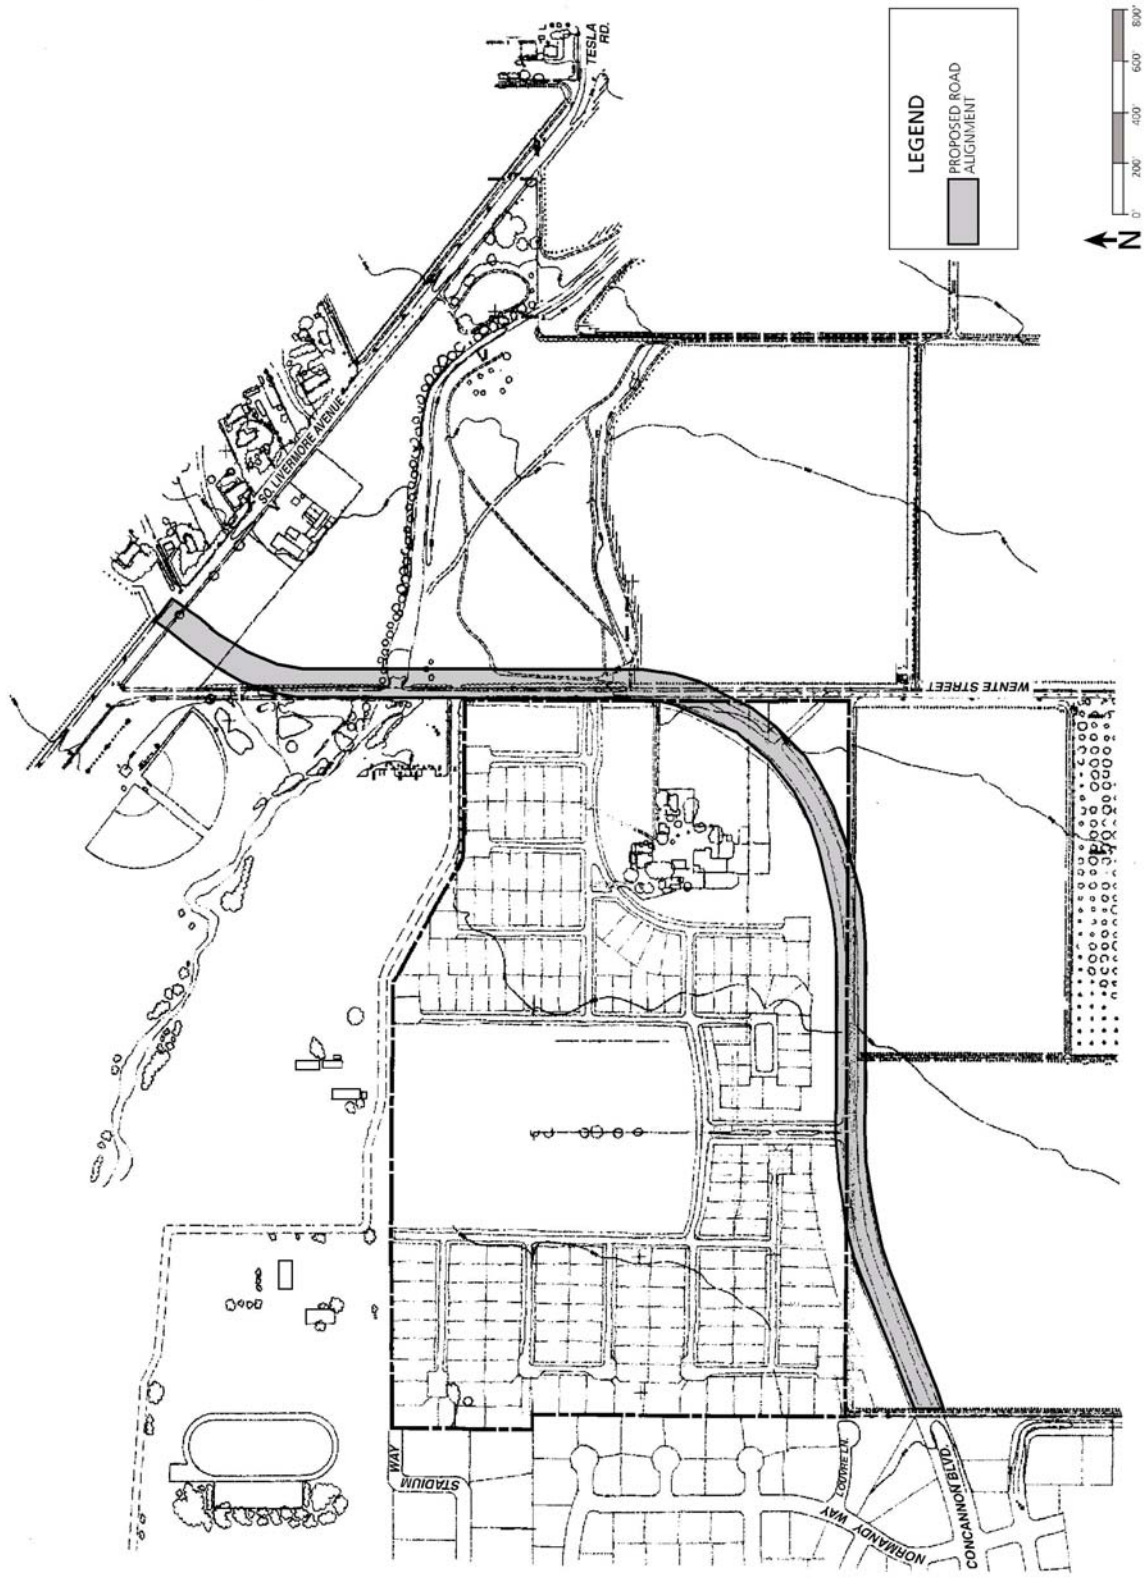 TESLA
RD.
LEGEND
PROPOSED ROAD
ALIGNMENT
0'
200'
400'
600'
800'
N
SO. LIVERMORE AVENUE
WENTE STREET
WAY
STADIUM
LOUVRE LN.
NORMANDY WAY
CONCANNON BLVD.